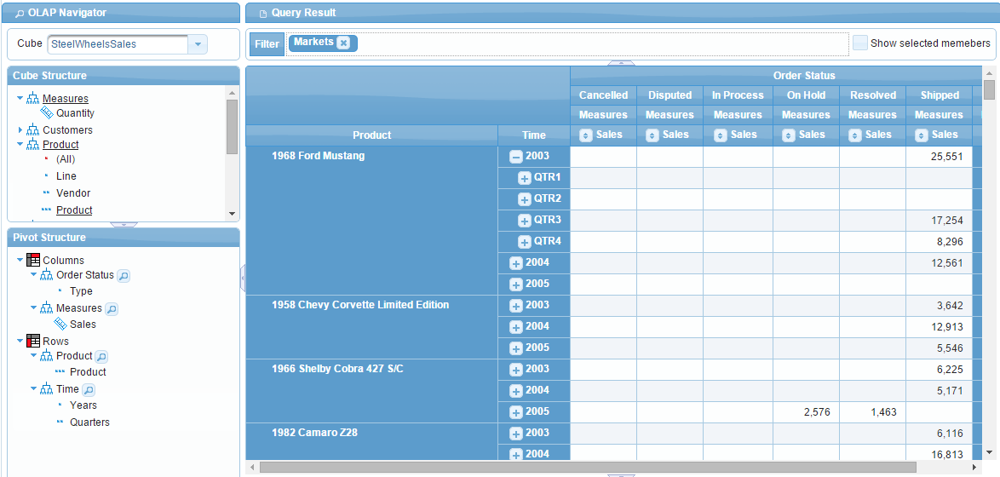 OLAP Navigator
Cube SteelWheelsSales
Cube Structure
Measures
Quantity
Customers
Product
(All)
Line
Vendor
Product
Pivot Structure
Columns
Order Status
Type
Measures
Sales
Rows
Product
Product
Time
Years
Quarters
Query Result
Filter Markets Show selected memebers
Order Status
Cancelled Disputed In Process On Hold Resolved Shipped
Measures Measures Measures Measures Measures Measures
Product Time Sales Sales Sales Sales Sales Sales
1968 Ford Mustang 2003 25,551
QTR1
QTR2
QTR3 17,254
QTR4 8,296
2004 12,561
2005
1958 Chevy Corvette Limited Edition 2003 3,642
2004 12,913
2005 5,546
1966 Shelby Cobra 427 S/C 2003 6,225
2004 5,171
2005 2,576 1,463
1982 Camaro Z28 2003 6,116
2004 16,813